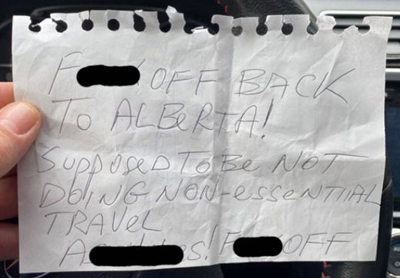 F OFF BACK
TO ALBERTA!
SUPPOSED TO BE NOT
DOING NON-ESSENTIAL
TRAVEL
A s! F OFF